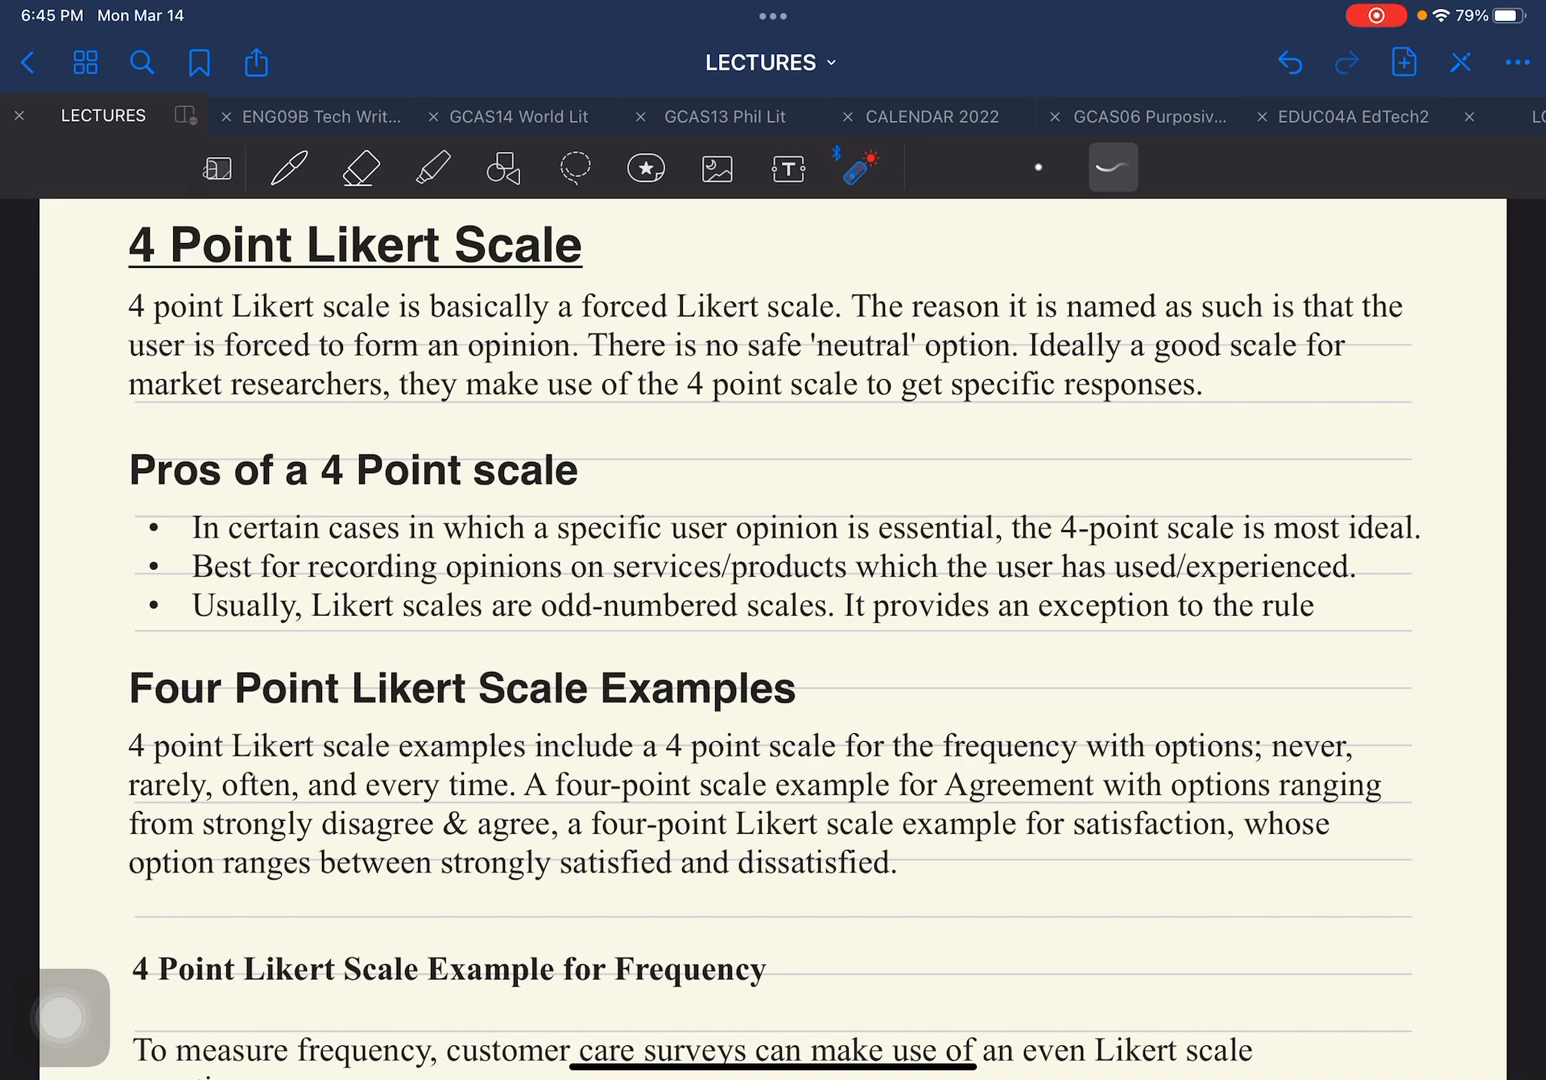 6:45 PM Mon Mar 14
79%
LECTURES
LECTURES
ENG09B Tech Writ...
GCAS14 World Lit
GCAS13 Phil Lit
CALENDAR 2022
GCAS06 Purposiv...
EDUC04A EdTech2
T
4 Point Likert Scale
4 point Likert scale is basically a forced Likert scale. The reason it is named as such is that the
user is forced to form an opinion. There is no safe 'neutral' option. Ideally a good scale for
market researchers, they make use of the 4 point scale to get specific responses.
Pros of a 4 Point scale
• In certain cases in which a specific user opinion is essential, the 4-point scale is most ideal.
• Best for recording opinions on services/products which the user has used/experienced.
• Usually, Likert scales are odd-numbered scales. It provides an exception to the rule
Four Point Likert Scale Examples
4 point Likert scale examples include a 4 point scale for the frequency with options; never,
rarely, often, and every time. A four-point scale example for Agreement with options ranging
from strongly disagree & agree, a four-point Likert scale example for satisfaction, whose
option ranges between strongly satisfied and dissatisfied.
4 Point Likert Scale Example for Frequency
To measure frequency, customer care surveys can make use of an even Likert scale